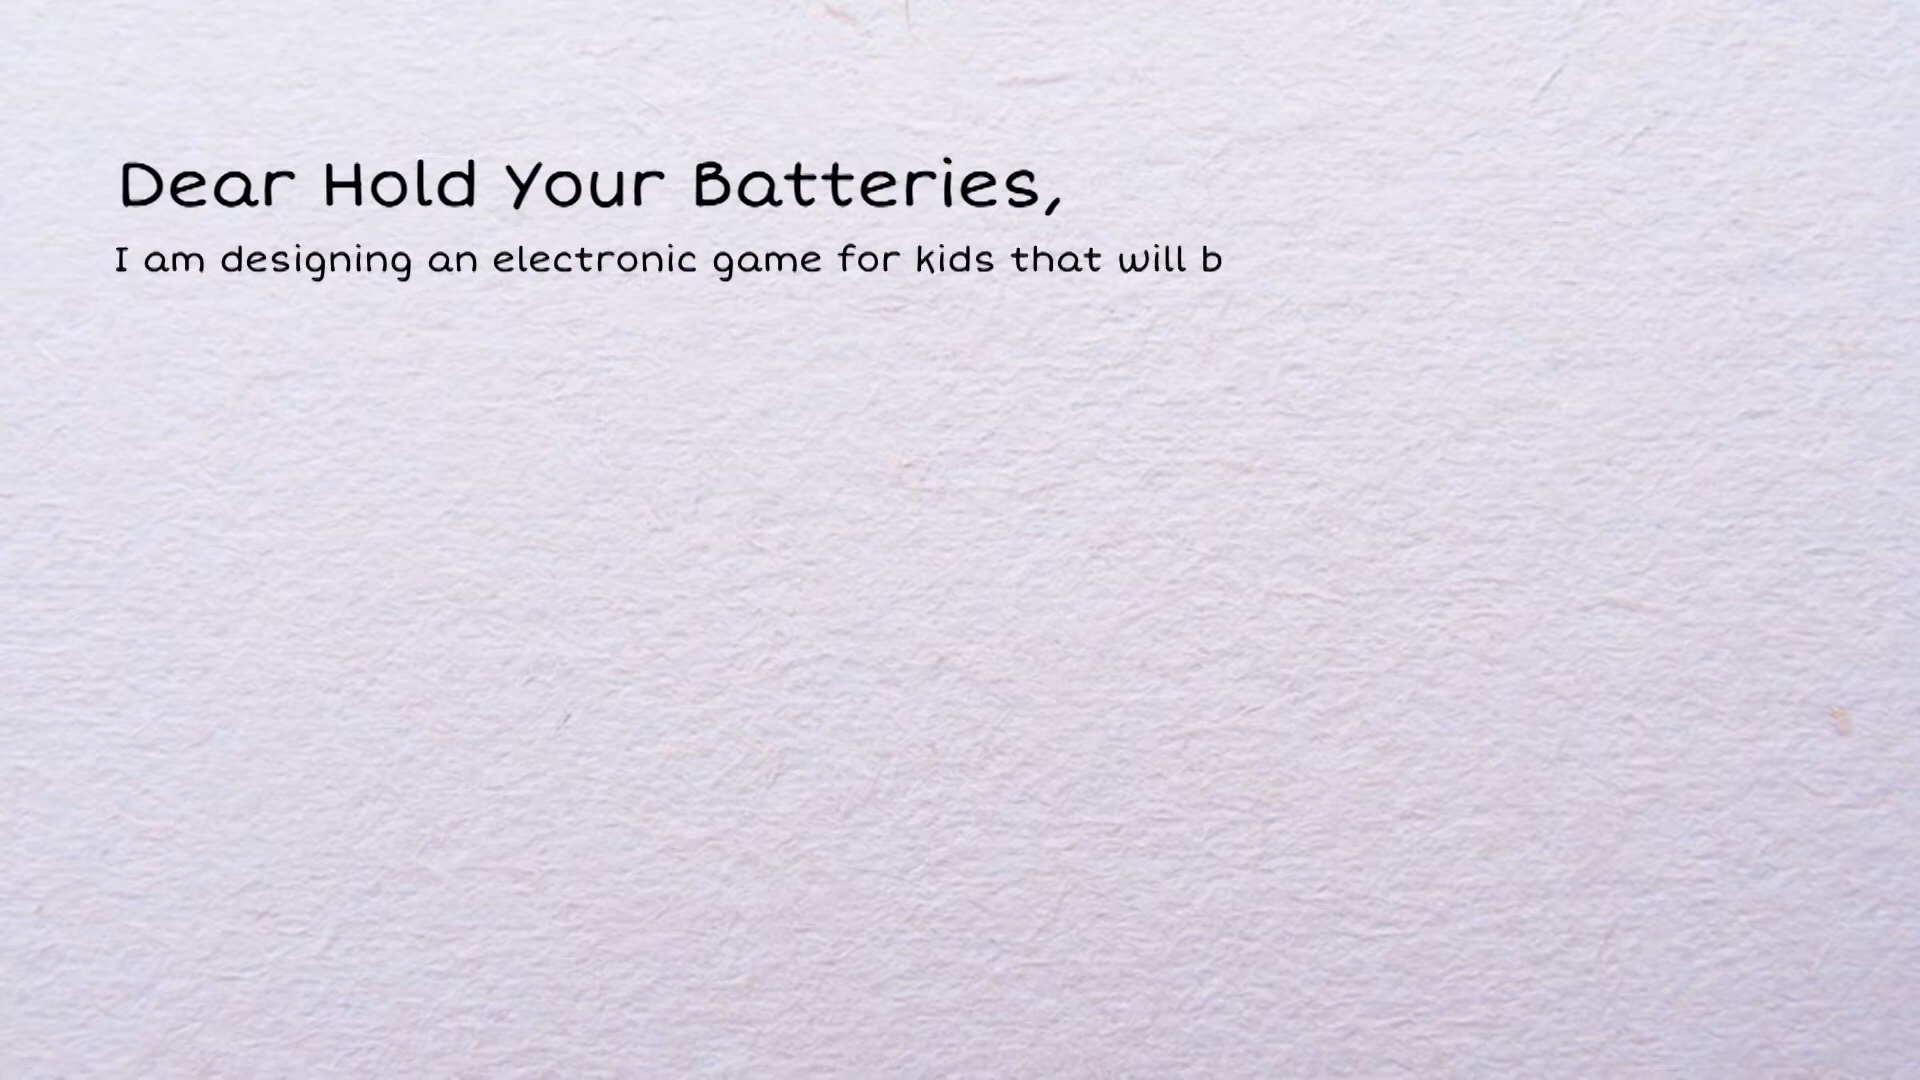 Dear Hold Your Batteries,
I am designing an electronic game for kids that will b